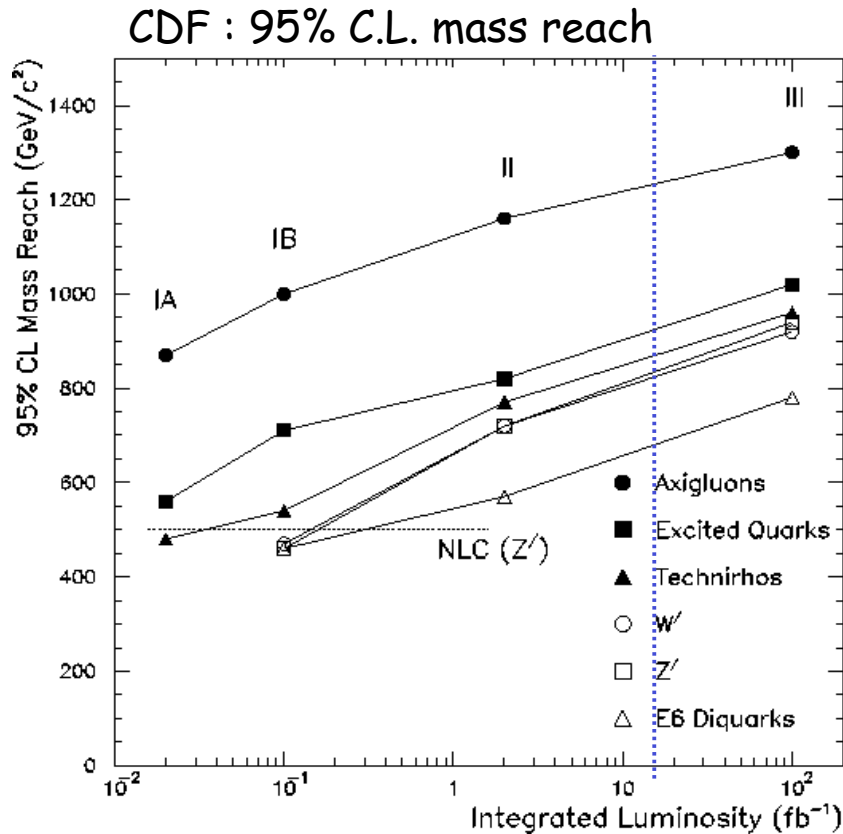 CDF : 95% C.L. mass reach
95% CL Mass Reach (GeV/c²)
1400
1200
1000
800
600
400
200
0
IA
IB
II
III
NLC (Z′)
Axigluons
Excited Quarks
Technirhos
W′
Z′
E6 Diquarks
10⁻²
10⁻¹
1
10
10²
Integrated Luminosity (fb⁻¹)